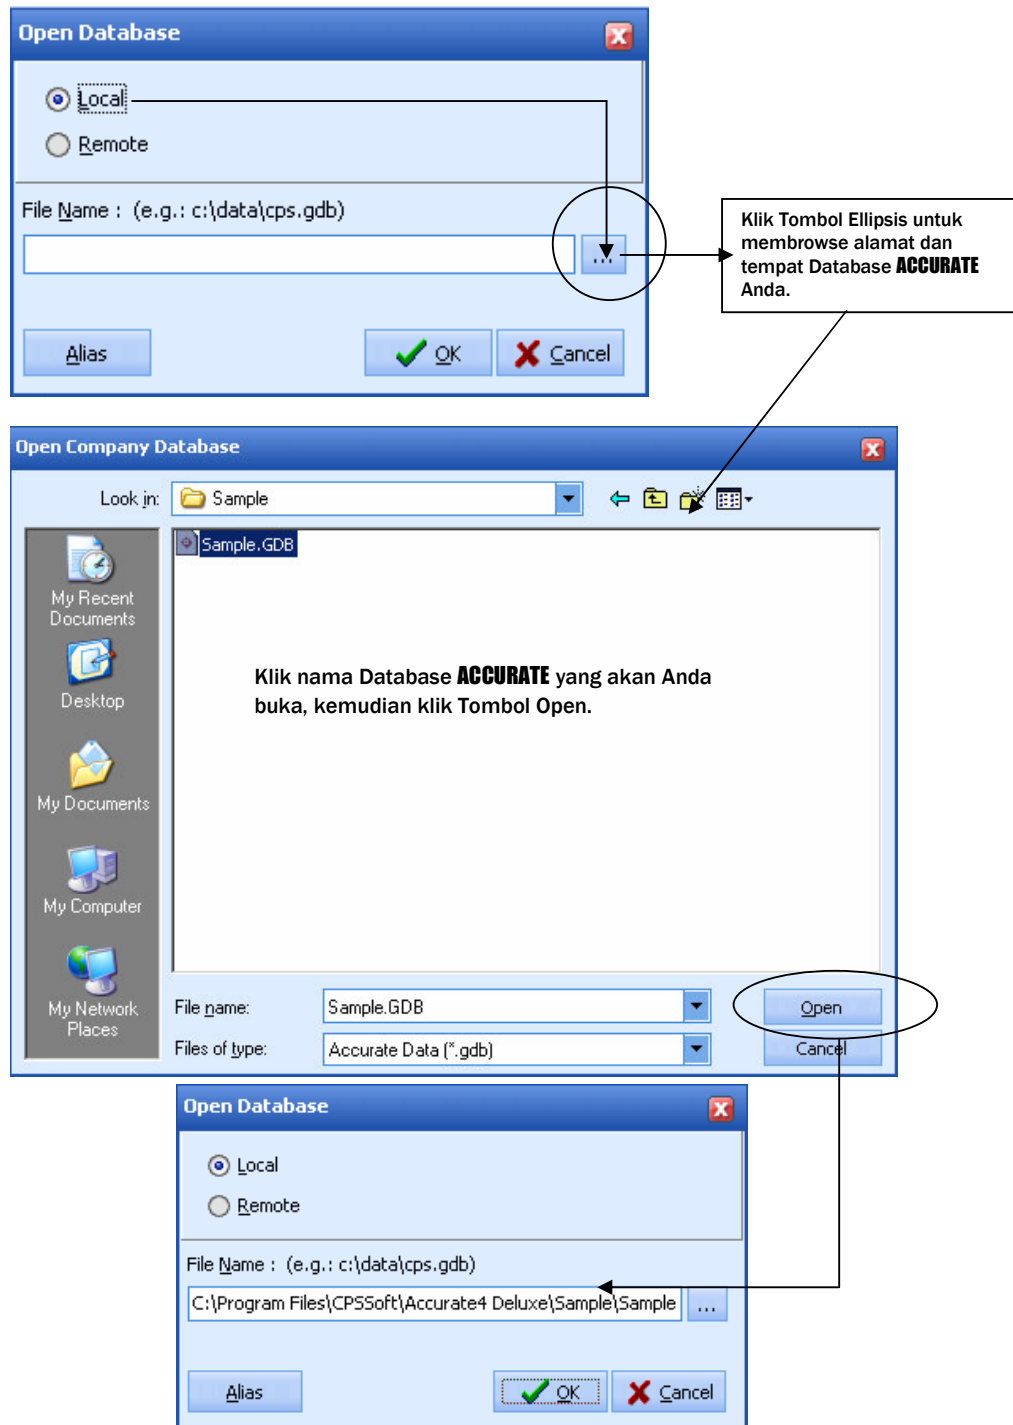 Open Database
Local
Remote
File Name : (e.g.: c:\data\cps.gdb)
...
Klik Tombol Ellipsis untuk
membrowse alamat dan
tempat Database ACCURATE
Anda.
Alias
OK
Cancel
Open Company Database
Look in:
Sample
Sample.GDB
My Recent
Documents
Desktop
My Documents
My Computer
My Network
Places
Klik nama Database ACCURATE yang akan Anda
buka, kemudian klik Tombol Open.
File name:
Sample.GDB
Open
Files of type:
Accurate Data (*.gdb)
Cancel
Open Database
Local
Remote
File Name : (e.g.: c:\data\cps.gdb)
C:\Program Files\CPSSoft\Accurate4 Deluxe\Sample\Sample
...
Alias
OK
Cancel